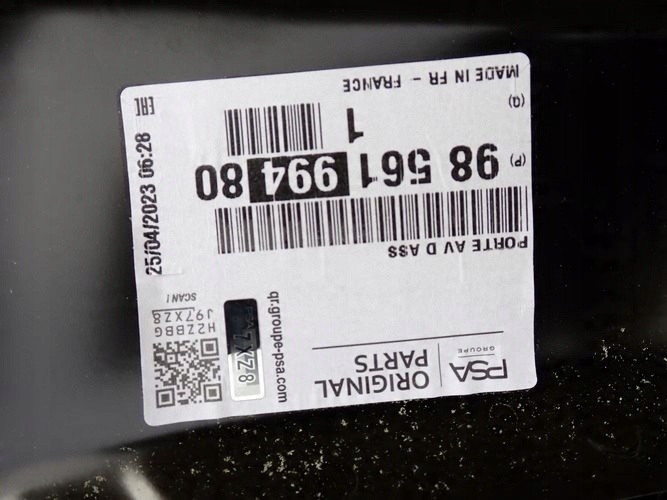 PSA
GROUPE
ORIGINAL
PARTS
qr.groupe-psa.com
7XZ8
H2ZBBG
J97XZ8
SCAN !
PORTE AV D ASS
(P) 98 561 994 80
(Q) 1
MADE IN FR - FRANCE
25/04/2023 06:28
EAC